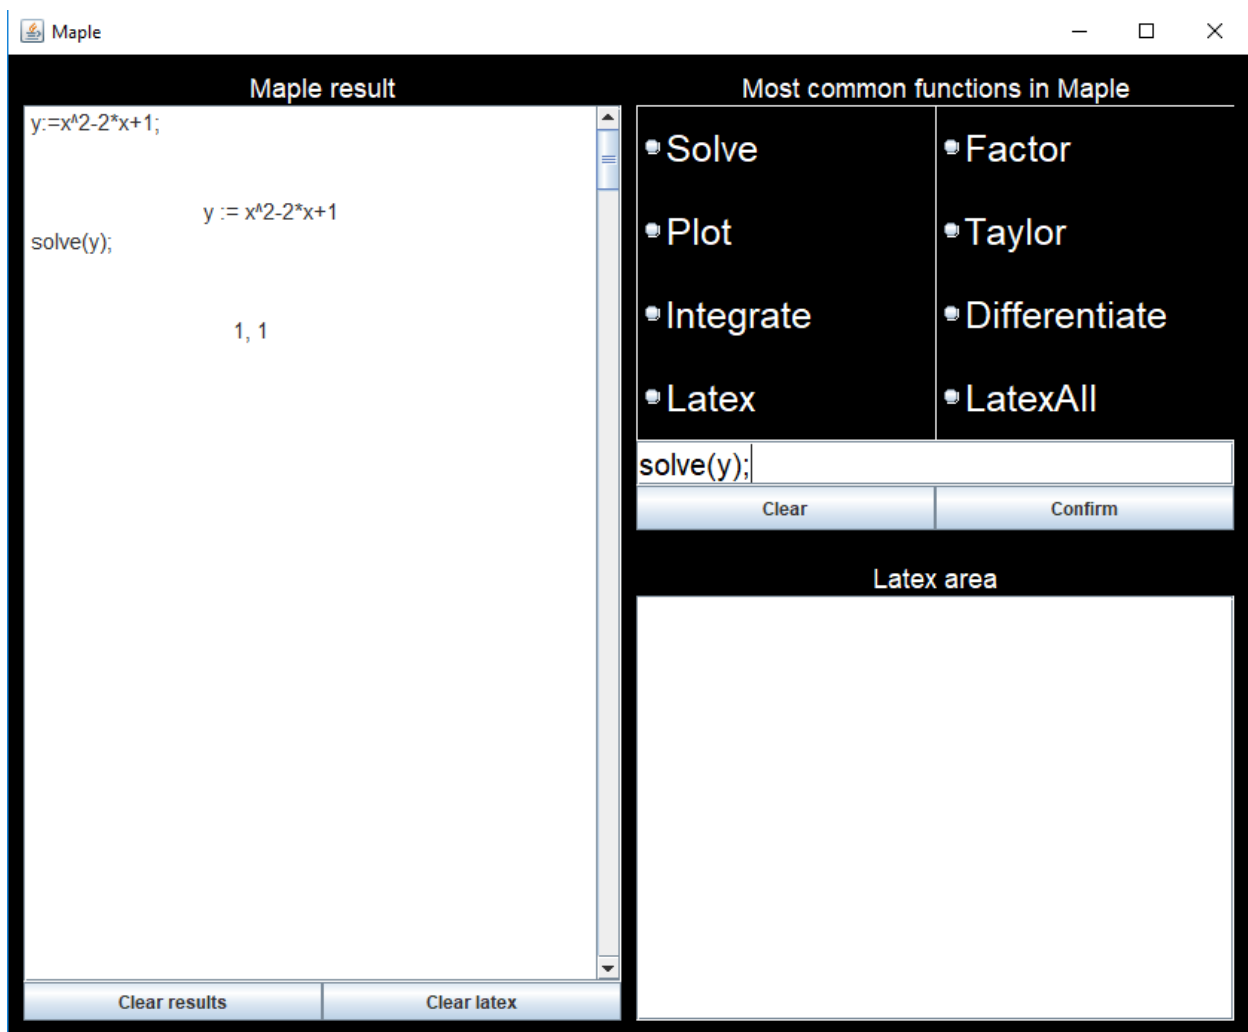 Maple
Maple result
y:=x^2-2*x+1;
y := x^2-2*x+1
solve(y);
1, 1
Clear results
Clear latex
Most common functions in Maple
Solve
Factor
Plot
Taylor
Integrate
Differentiate
Latex
LatexAll
solve(y);
Clear
Confirm
Latex area